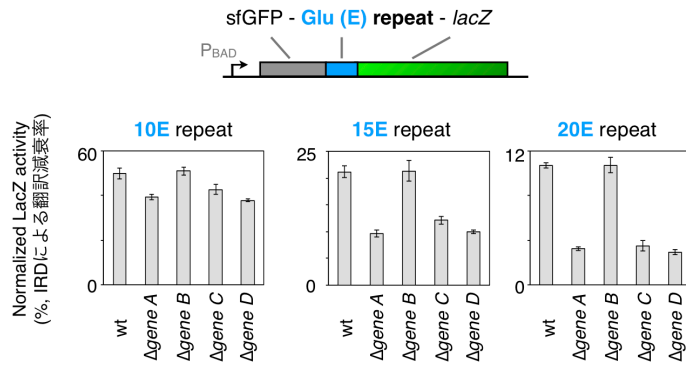 sfGFP - Glu (E) repeat - lacZ
PBAD
10E repeat
15E repeat
20E repeat
Normalized LacZ activity
(%, IRDによる翻訳減衰率)
60
0
25
0
12
0
wt
Δgene A
Δgene B
Δgene C
Δgene D
wt
Δgene A
Δgene B
Δgene C
Δgene D
wt
Δgene A
Δgene B
Δgene C
Δgene D